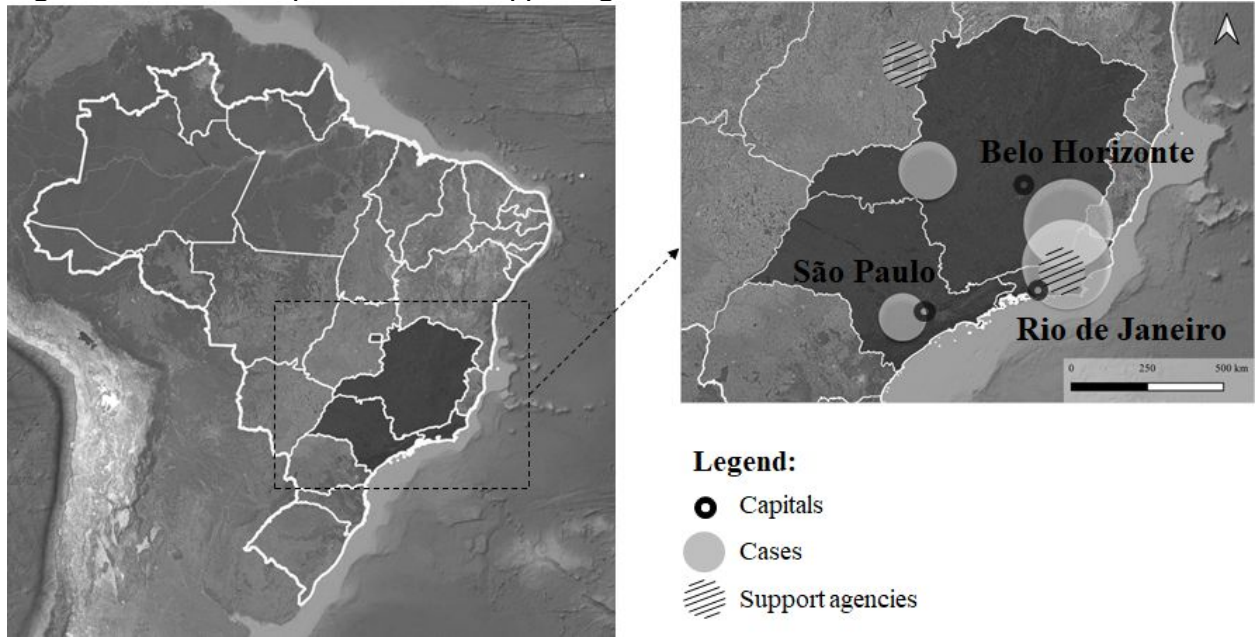 Belo Horizonte
São Paulo
Rio de Janeiro
0 250 500 km
Legend:
Capitals
Cases
Support agencies